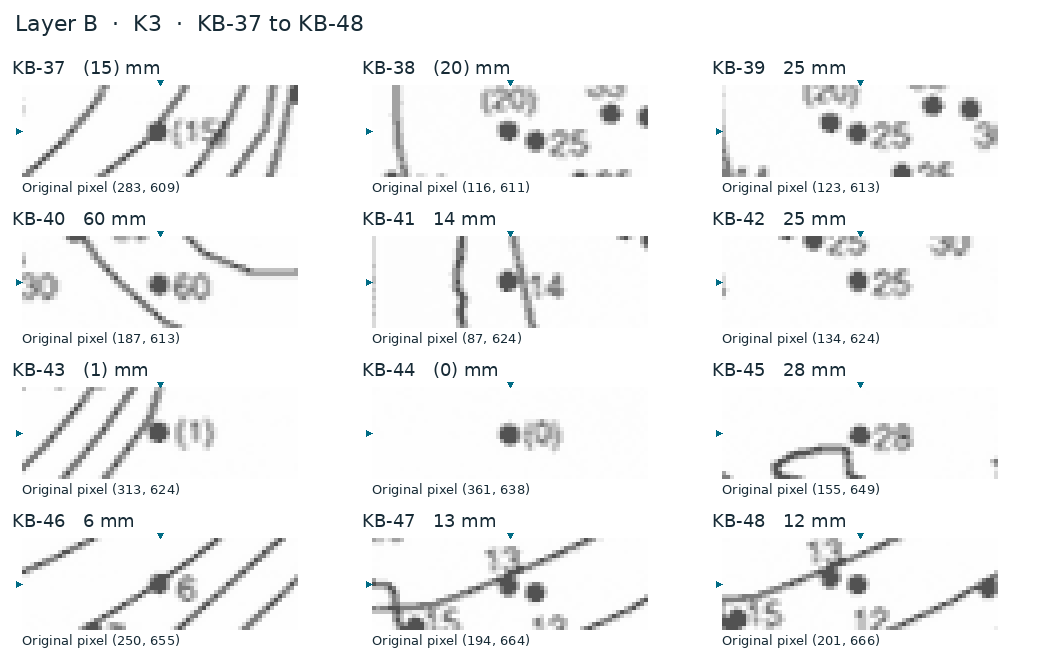 Layer B · K3 · KB-37 to KB-48
KB-37 (15) mm KB-38 (20) mm KB-39 25 mm
(15) (20) 25 (20) 25
Original pixel (283, 609) Original pixel (116, 611) Original pixel (123, 613)
KB-40 60 mm KB-41 14 mm KB-42 25 mm
60 14 25 30 25
Original pixel (187, 613) Original pixel (87, 624) Original pixel (134, 624)
KB-43 (1) mm KB-44 (0) mm KB-45 28 mm
(1) (0) 28
Original pixel (313, 624) Original pixel (361, 638) Original pixel (155, 649)
KB-46 6 mm KB-47 13 mm KB-48 12 mm
6 13 15 12 13 15 12
Original pixel (250, 655) Original pixel (194, 664) Original pixel (201, 666)